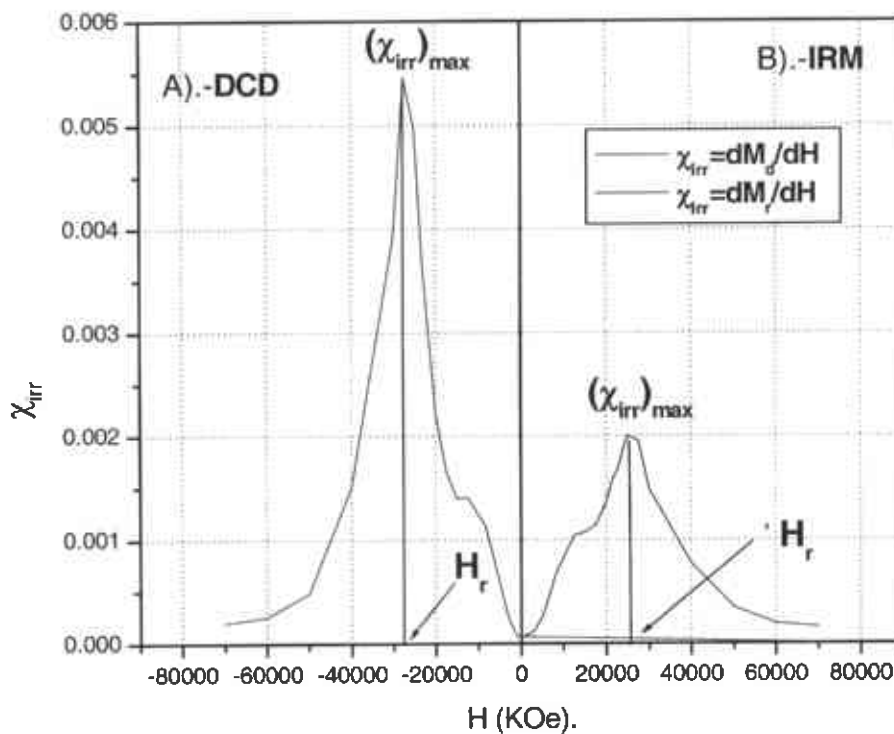 0.006
0.005
0.004
0.003
0.002
0.001
0.000
χirr
A).-DCD
(χirr)max
B).-IRM
χirr=dMd/dH
χirr=dMr/dH
(χirr)max
Hr
Hr
-80000 -60000 -40000 -20000 0 20000 40000 60000 80000
H (KOe).